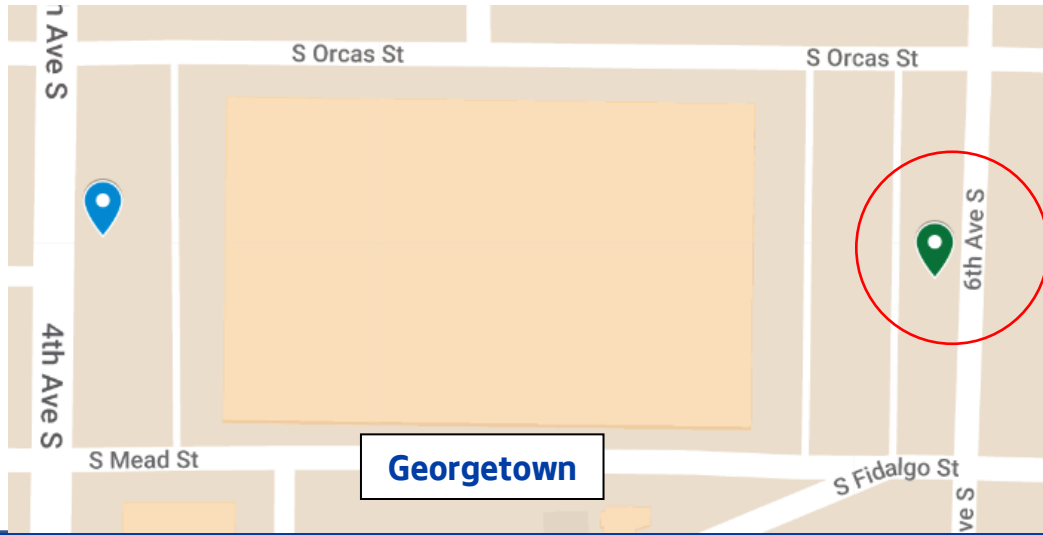 Ave S
S Orcas St
S Orcas St
6th Ave S
4th Ave S
S Mead St
Georgetown
S Fidalgo St
ve S